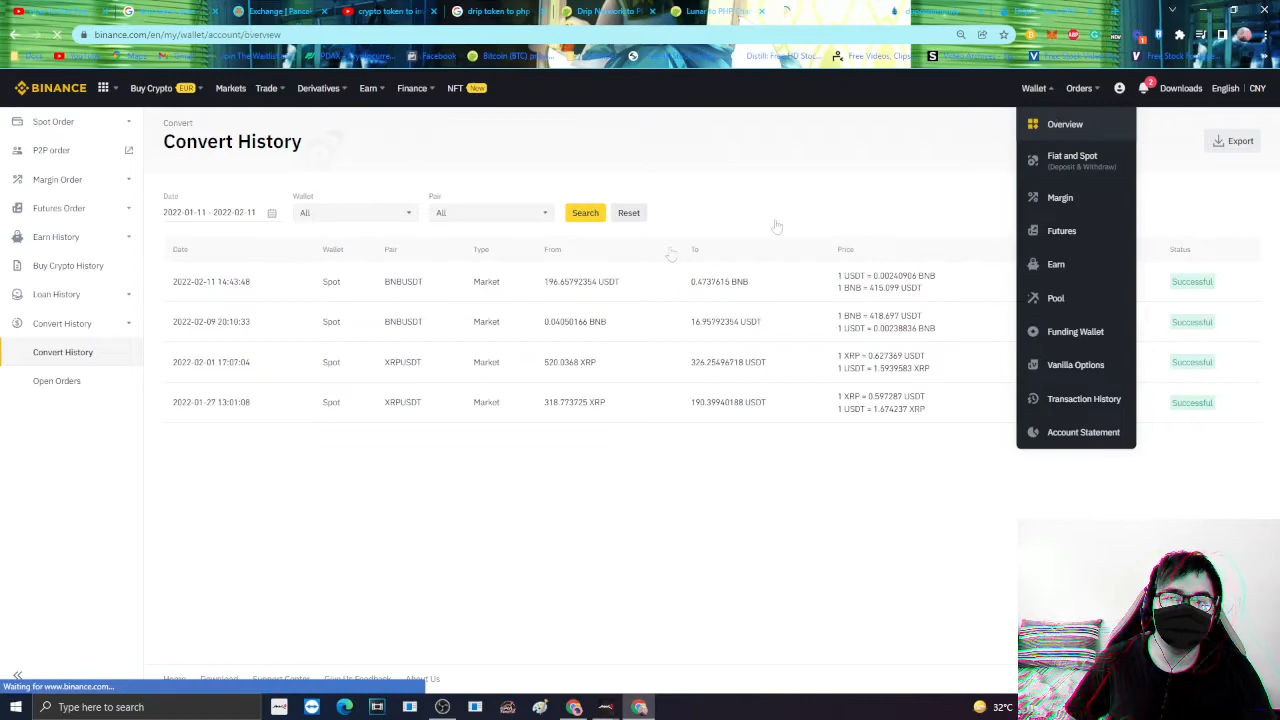 Exchange | Pancak
crypto token to in
drip token to php
Drip Network to P
Lunar to PHP Cha
binance.com/en/my/wallet/account/overview
Facebook
Bitcoin (BTC) pric
Distill: Free HD Stoc
Free Videos, Clips
Free Stock
BINANCE
Buy Crypto EUR
Markets
Trade
Derivatives
Earn
Finance
NFT New
Wallet
Orders
2
Downloads
English
CNY
Spot Order
P2P order
Margin Order
Futures Order
Earn History
Buy Crypto History
Loan History
Convert History
Convert History
Open Orders
Convert
Convert History
Export
Date
Wallet
Pair
2022-01-11 - 2022-02-11
All
All
Search
Reset
Date Wallet Pair Type From To Price Status
2022-02-11 14:43:48 Spot BNBUSDT Market 196.65792354 USDT 0.4737615 BNB 1 USDT = 0.00240906 BNB Successful
1 BNB = 415.099 USDT
2022-02-09 20:10:33 Spot BNBUSDT Market 0.04050166 BNB 16.95792354 USDT 1 BNB = 418.697 USDT Successful
1 USDT = 0.00238836 BNB
2022-02-01 17:07:04 Spot XRPUSDT Market 520.0368 XRP 326.25496718 USDT 1 XRP = 0.627369 USDT Successful
1 USDT = 1.5939583 XRP
2022-01-27 13:01:08 Spot XRPUSDT Market 318.773725 XRP 190.39940188 USDT 1 XRP = 0.597287 USDT Successful
1 USDT = 1.674237 XRP
Overview
Fiat and Spot
(Deposit & Withdraw)
Margin
Futures
Earn
Pool
Funding Wallet
Vanilla Options
Transaction History
Account Statement
Home
Download
Support Center
Give Us Feedback
About Us
Waiting for www.binance.com...
Type here to search
32°C